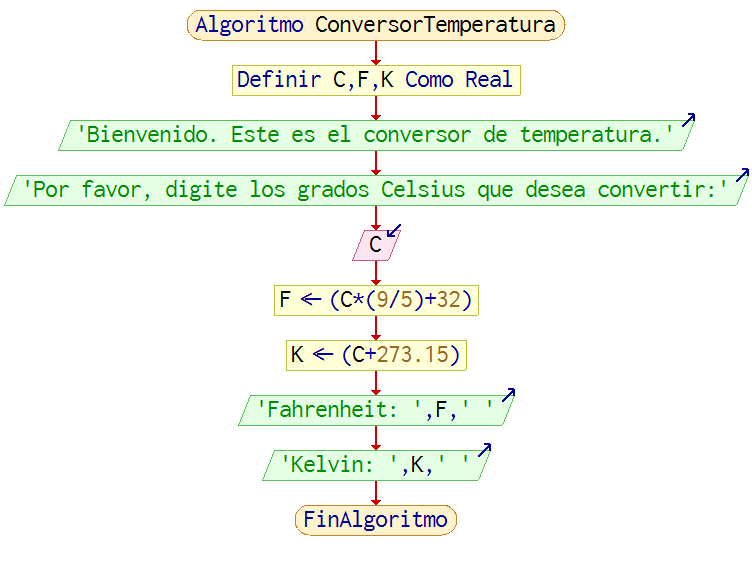 Algoritmo ConversorTemperatura
Definir C,F,K Como Real
'Bienvenido. Este es el conversor de temperatura.'
'Por favor, digite los grados Celsius que desea convertir:'
C
F ← (C*(9/5)+32)
K ← (C+273.15)
'Fahrenheit: ',F,' '
'Kelvin: ',K,' '
FinAlgoritmo